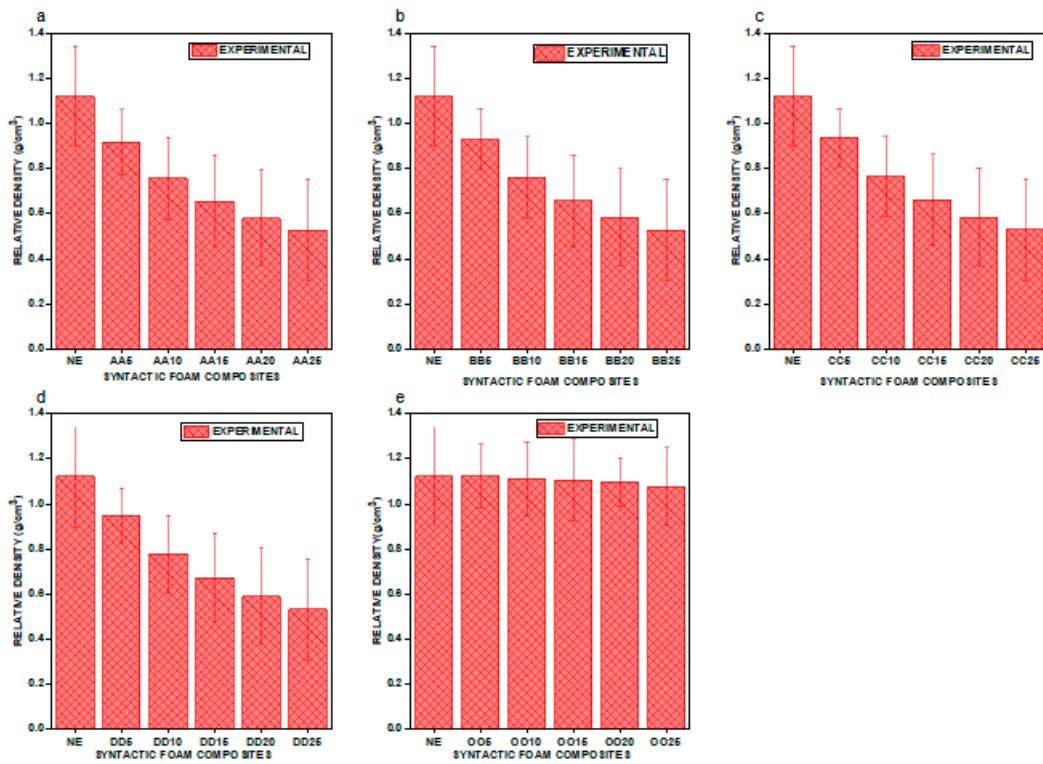 a
EXPERIMENTAL
RELATIVE DENSITY (g/cm³)
1.4
1.2
1.0
0.8
0.6
0.4
0.2
0.0
NE AA5 AA10 AA15 AA20 AA25
SYNTACTIC FOAM COMPOSITES
b
EXPERIMENTAL
RELATIVE DENSITY (g/cm³)
1.4
1.2
1.0
0.8
0.6
0.4
0.2
0.0
NE BB5 BB10 BB15 BB20 BB25
SYNTACTIC FOAM COMPOSITES
c
EXPERIMENTAL
RELATIVE DENSITY (g/cm³)
1.4
1.2
1.0
0.8
0.6
0.4
0.2
0.0
NE CC5 CC10 CC15 CC20 CC25
SYNTACTIC FOAM COMPOSITES
d
EXPERIMENTAL
RELATIVE DENSITY (g/cm³)
1.4
1.2
1.0
0.8
0.6
0.4
0.2
0.0
NE DD5 DD10 DD15 DD20 DD25
SYNTACTIC FOAM COMPOSITES
e
EXPERIMENTAL
RELATIVE DENSITY(g/cm³)
1.4
1.2
1.0
0.8
0.6
0.4
0.2
0.0
NE OO5 OO10 OO15 OO20 OO25
SYNTACTIC FOAM COMPOSITES